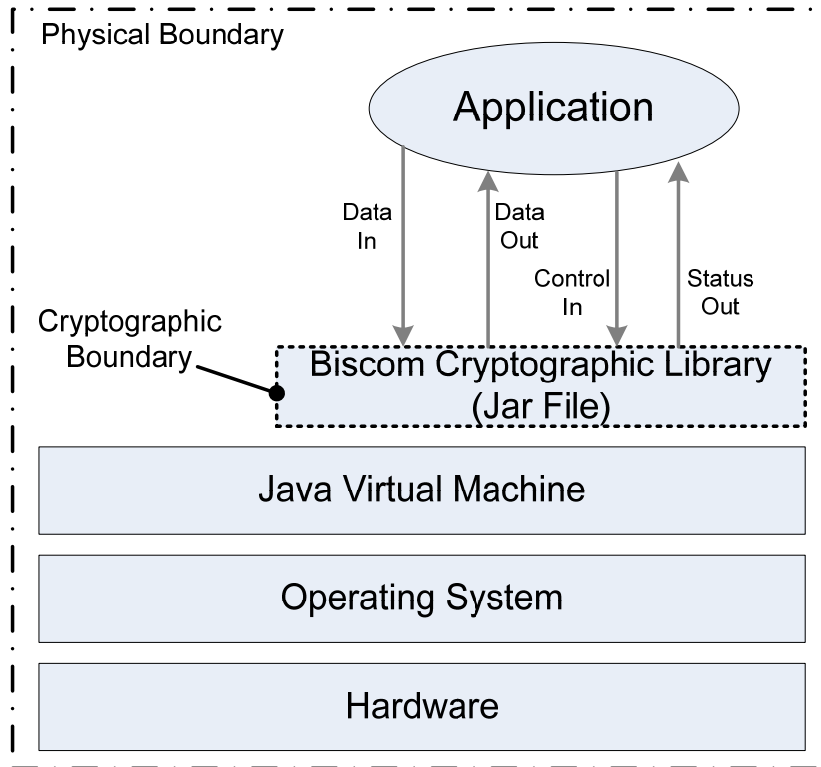 Physical Boundary
Application
Data
In
Data
Out
Control
In
Status
Out
Cryptographic
Boundary
Biscom Cryptographic Library
(Jar File)
Java Virtual Machine
Operating System
Hardware